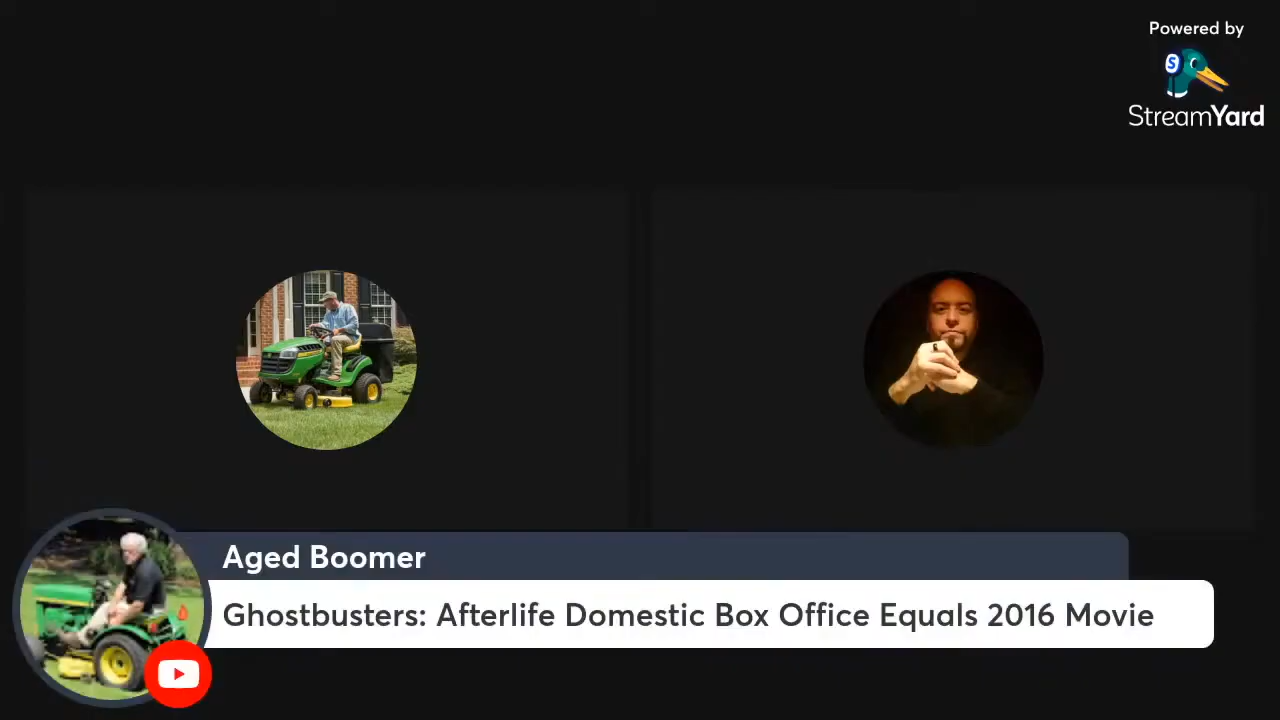 Powered by
S
StreamYard
Aged Boomer
Ghostbusters: Afterlife Domestic Box Office Equals 2016 Movie